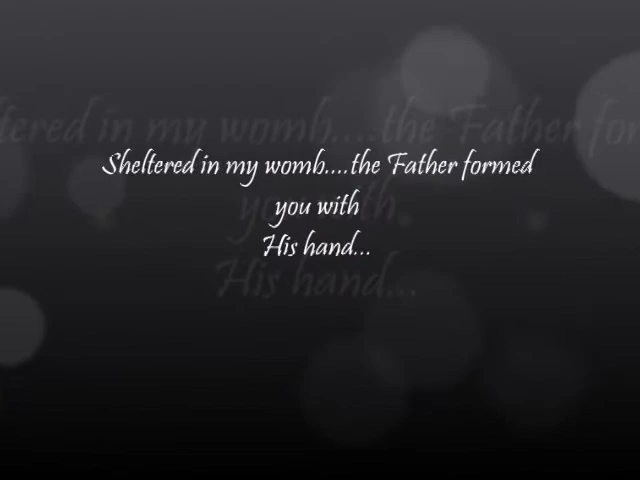 Sheltered in my womb....the Father formed
you with
His hand...